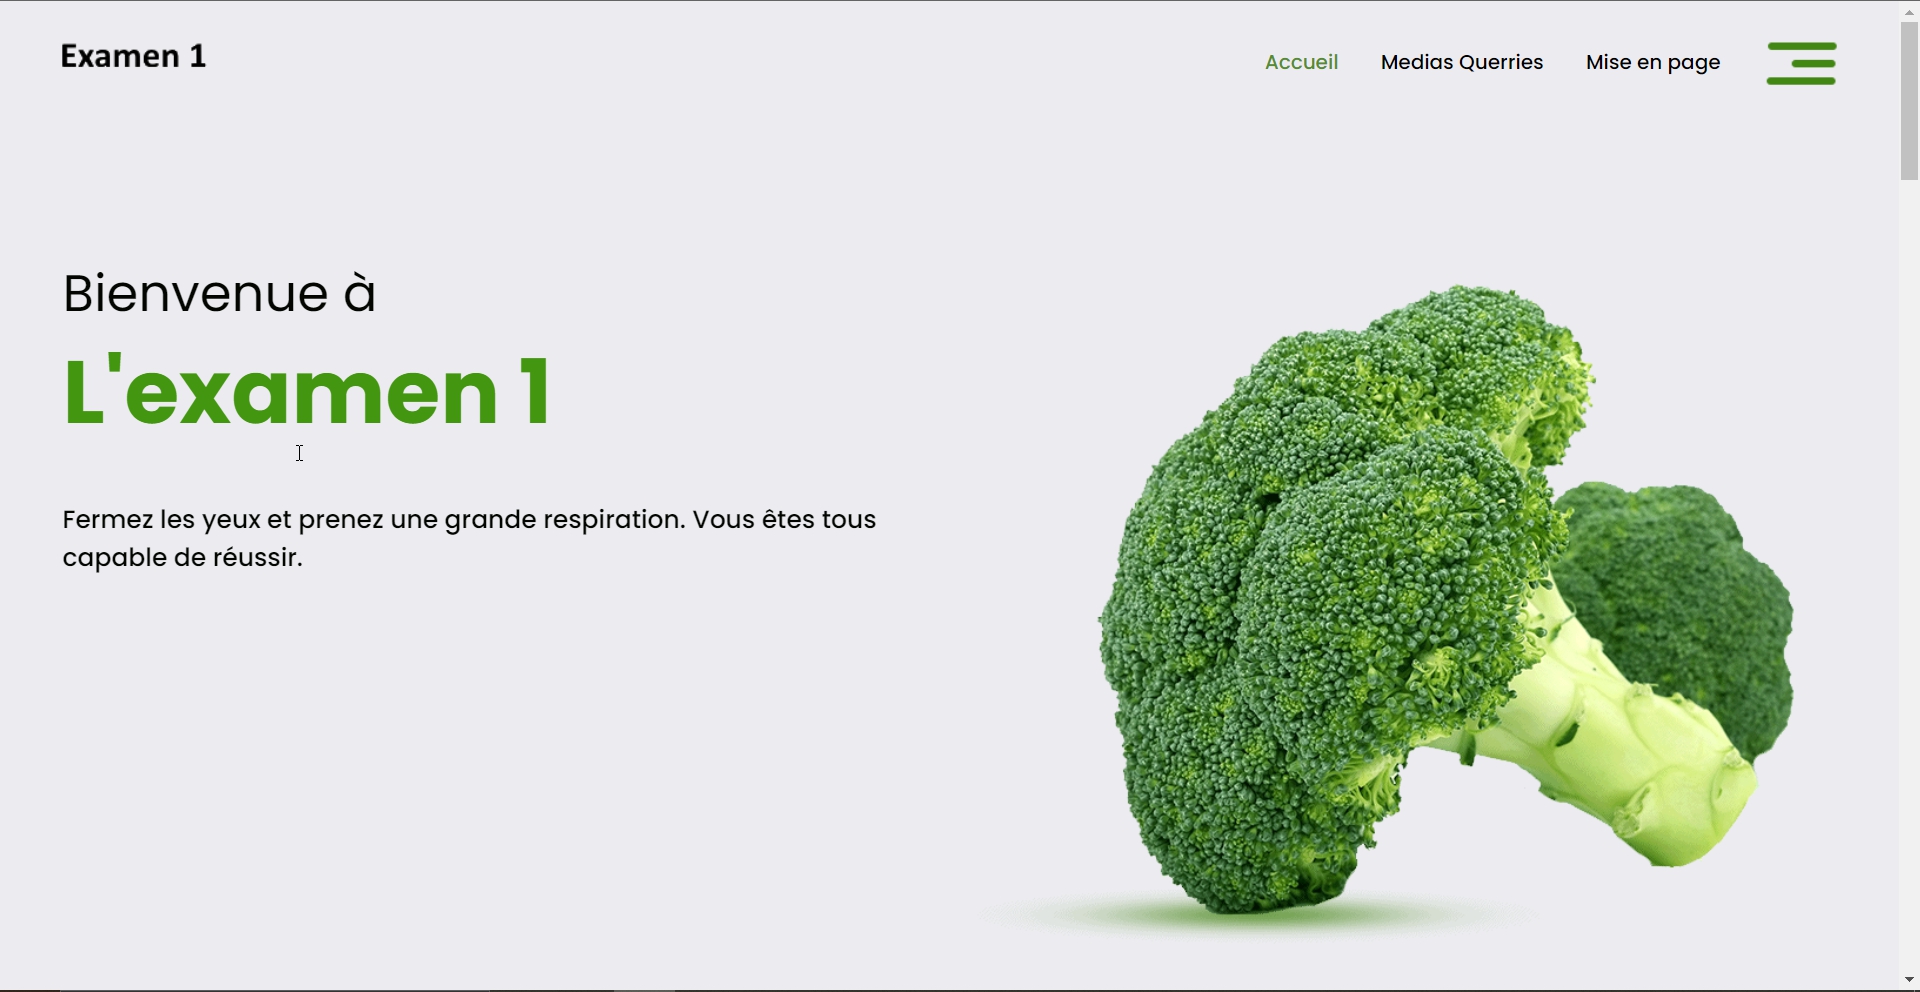 Examen 1
Accueil Medias Querries Mise en page
Bienvenue à
L'examen 1
Fermez les yeux et prenez une grande respiration. Vous êtes tous
capable de réussir.